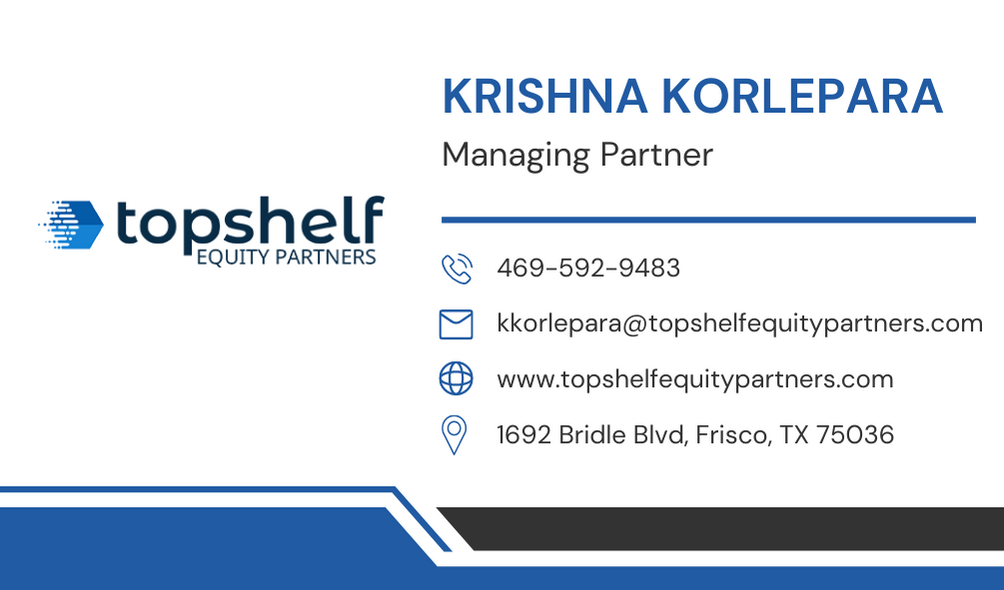 KRISHNA KORLEPARA
Managing Partner
topshelf
EQUITY PARTNERS
469-592-9483
kkorlepara@topshelfequitypartners.com
www.topshelfequitypartners.com
1692 Bridle Blvd, Frisco, TX 75036